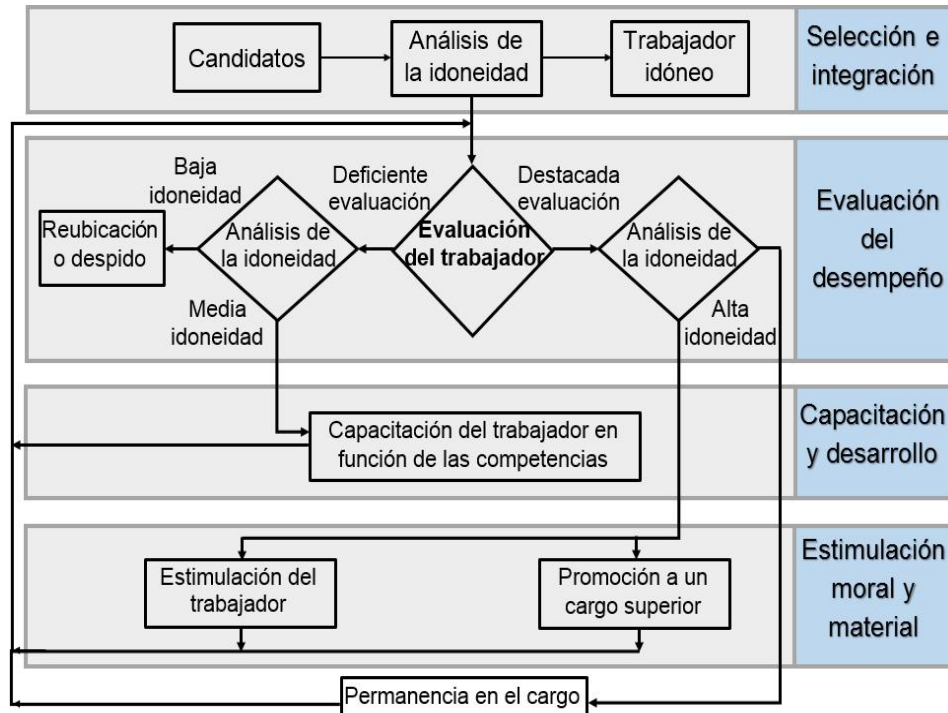 Candidatos
Análisis de
la idoneidad
Trabajador
idóneo
Selección e
integración
Baja
idoneidad
Deficiente
evaluación
Destacada
evaluación
Reubicación
o despido
Análisis de
la idoneidad
Evaluación
del trabajador
Análisis de
la idoneidad
Evaluación
del
desempeño
Media
idoneidad
Alta
idoneidad
Capacitación del trabajador en
función de las competencias
Capacitación
y desarrollo
Estimulación del
trabajador
Promoción a un
cargo superior
Estimulación
moral y
material
Permanencia en el cargo